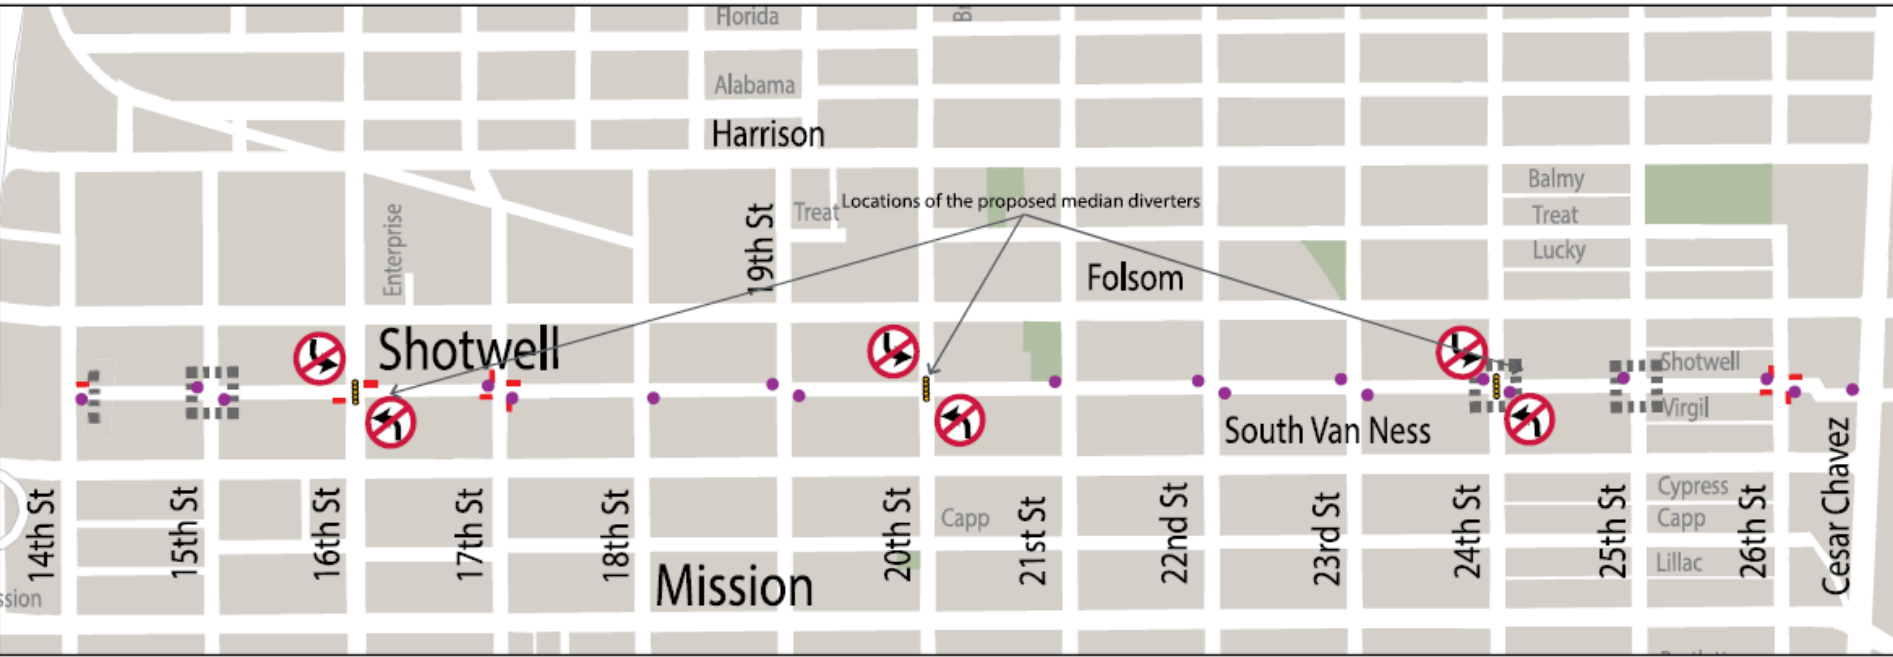 Florida
Alabama
Harrison
Balmy
Locations of the proposed median diverters
Treat
Treat
19th St
Enterprise
Lucky
Folsom
Shotwell
Shotwell
Virgil
South Van Ness
14th St
15th St
16th St
17th St
18th St
20th St
21st St
22nd St
23rd St
24th St
25th St
26th St
Cesar Chavez
Cypress
Capp
Capp
Lillac
Mission
ssion